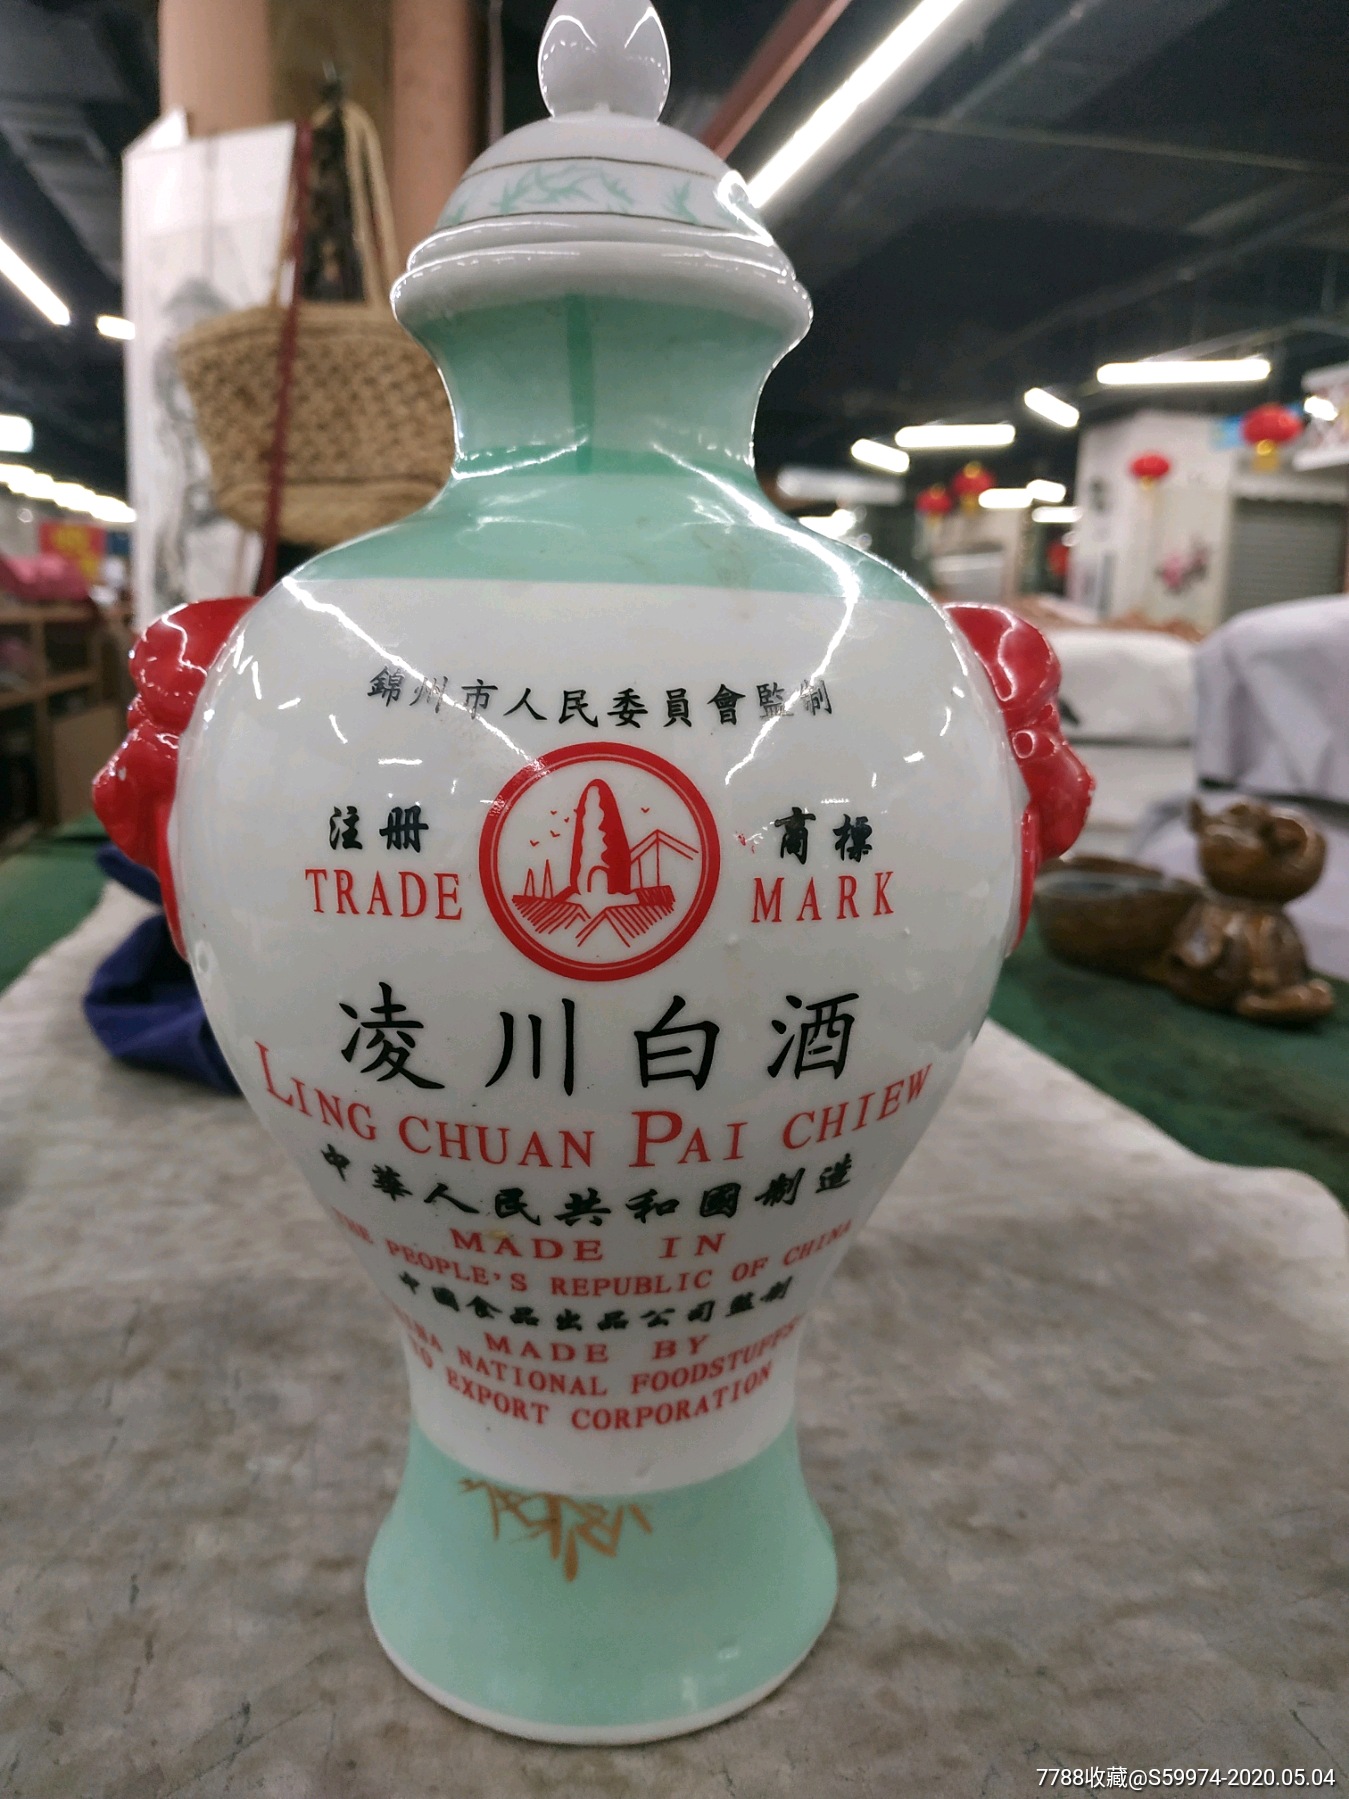 錦州市人民委員會監制
注册 商標
TRADE MARK
凌川白酒
LING CHUAN PAI CHIEW
中華人民共和國制造
MADE IN
THE PEOPLE'S REPUBLIC OF CHINA
中國食品出品公司監制
MADE BY
NATIONAL FOODSTUFFS
EXPORT CORPORATION
7788收藏@S59974-2020.05.04